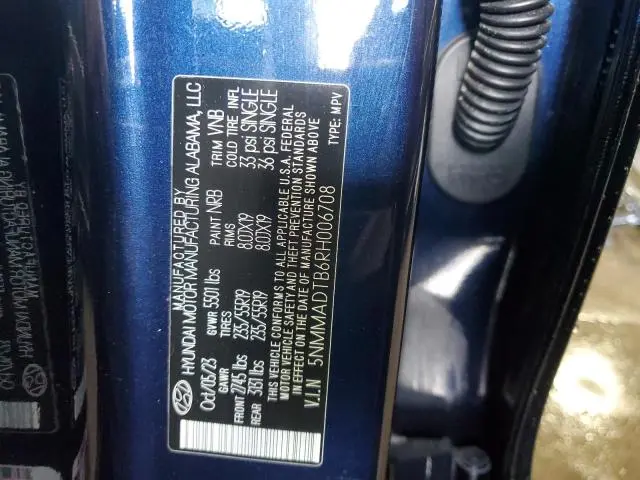 MANUFACTURED BY
HYUNDAI MOTOR MANUFACTURING ALABAMA, LLC
Oct/05/23 GVWR 5501 lbs PAINT NRB TRIM VNB
GAWR TIRES RIMS COLD TIRE INFL
FRONT 2745 lbs 235/55R19 8.0JX19 33 psi SINGLE
REAR 3351 lbs 235/55R19 8.0JX19 36 psi SINGLE
THIS VEHICLE CONFORMS TO ALL APPLICABLE U.S.A. FEDERAL
MOTOR VEHICLE SAFETY AND THEFT PREVENTION STANDARDS
IN EFFECT ON THE DATE OF MANUFACTURE SHOWN ABOVE
V.I.N 5NMMADTB6RH006708 TYPE: MPV